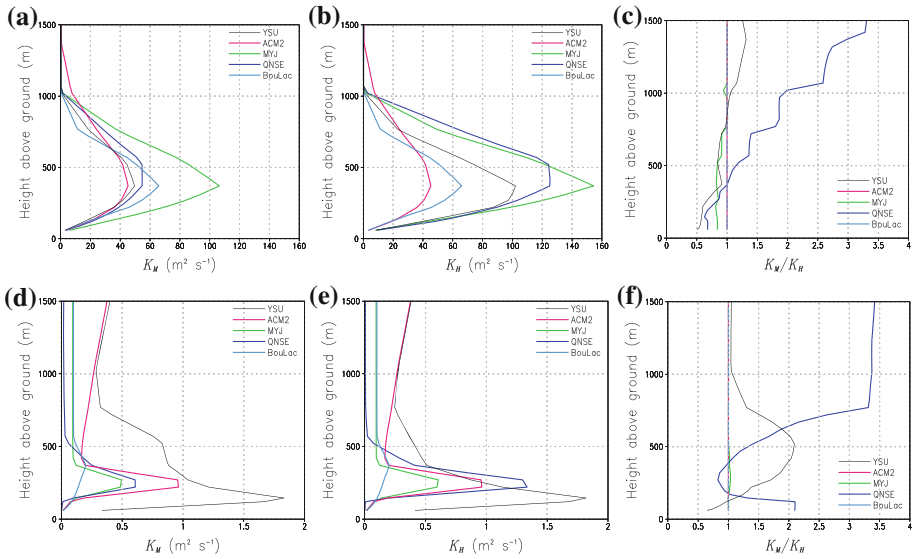 (a)
1500
1000
500
0
0 20 40 60 80 100 120 140 160
Height above ground (m)
K_M (m² s⁻¹)
YSU
ACM2
MYJ
QNSE
BouLac
(b)
1500
1000
500
0
0 20 40 60 80 100 120 140 160
Height above ground (m)
K_H (m² s⁻¹)
YSU
ACM2
MYJ
QNSE
BouLac
(c)
1500
1000
500
0
0 0.5 1 1.5 2 2.5 3 3.5 4
Height above ground (m)
K_M/K_H
YSU
ACM2
MYJ
QNSE
BouLac
(d)
1500
1000
500
0
0 0.5 1 1.5 2
Height above ground (m)
K_M (m² s⁻¹)
YSU
ACM2
MYJ
QNSE
BouLac
(e)
1500
1000
500
0
0 0.5 1 1.5 2
Height above ground (m)
K_H (m² s⁻¹)
YSU
ACM2
MYJ
QNSE
BouLac
(f)
1500
1000
500
0
0 0.5 1 1.5 2 2.5 3 3.5 4
Height above ground (m)
K_M/K_H
YSU
ACM2
MYJ
QNSE
BouLac